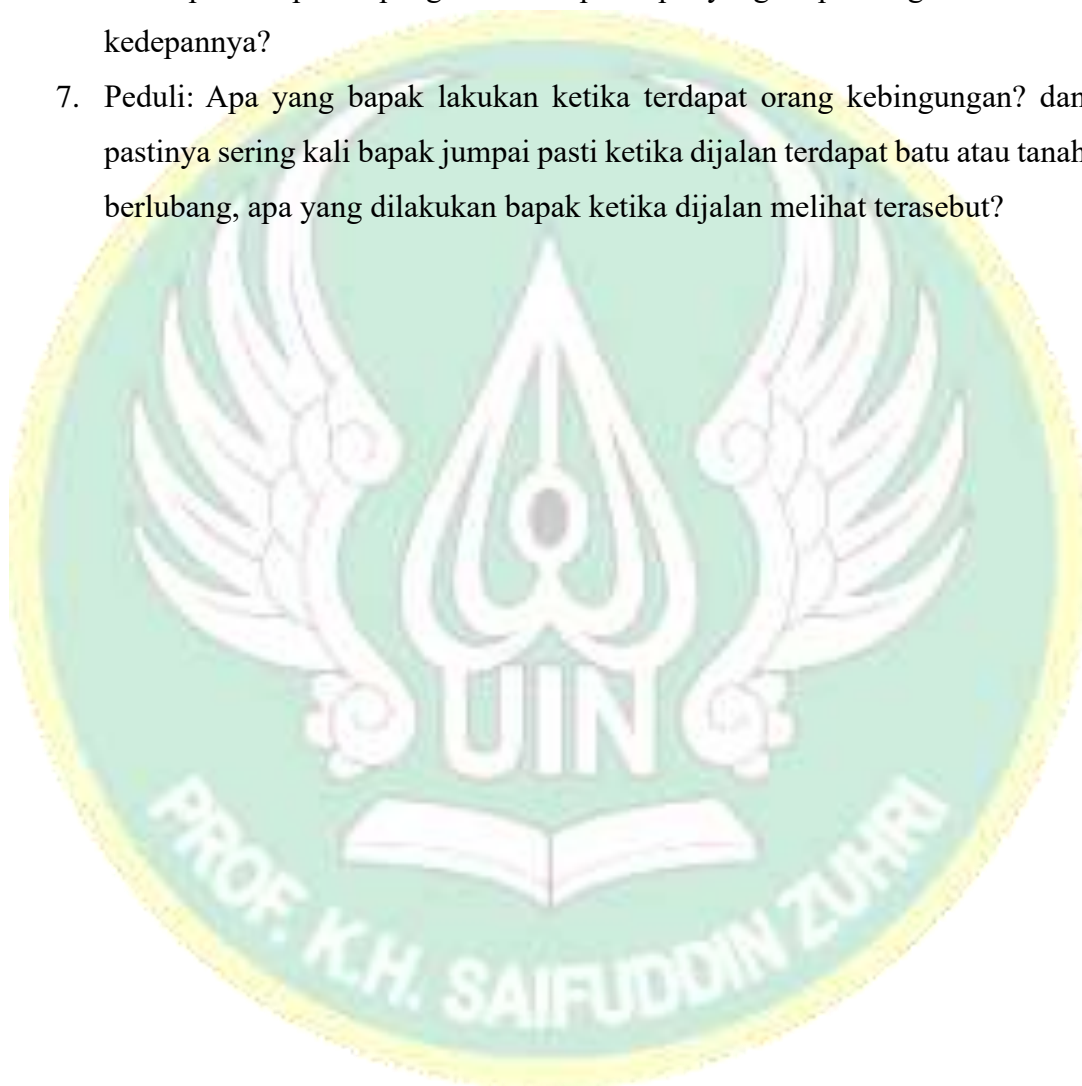 kedepannya?
7. Peduli: Apa yang bapak lakukan ketika terdapat orang kebingungan? dan
pastinya sering kali bapak jumpai pasti ketika dijalan terdapat batu atau tanah
berlubang, apa yang dilakukan bapak ketika dijalan melihat terasebut?
UIN
PROF. K.H. SAIFUDDIN ZUHRI